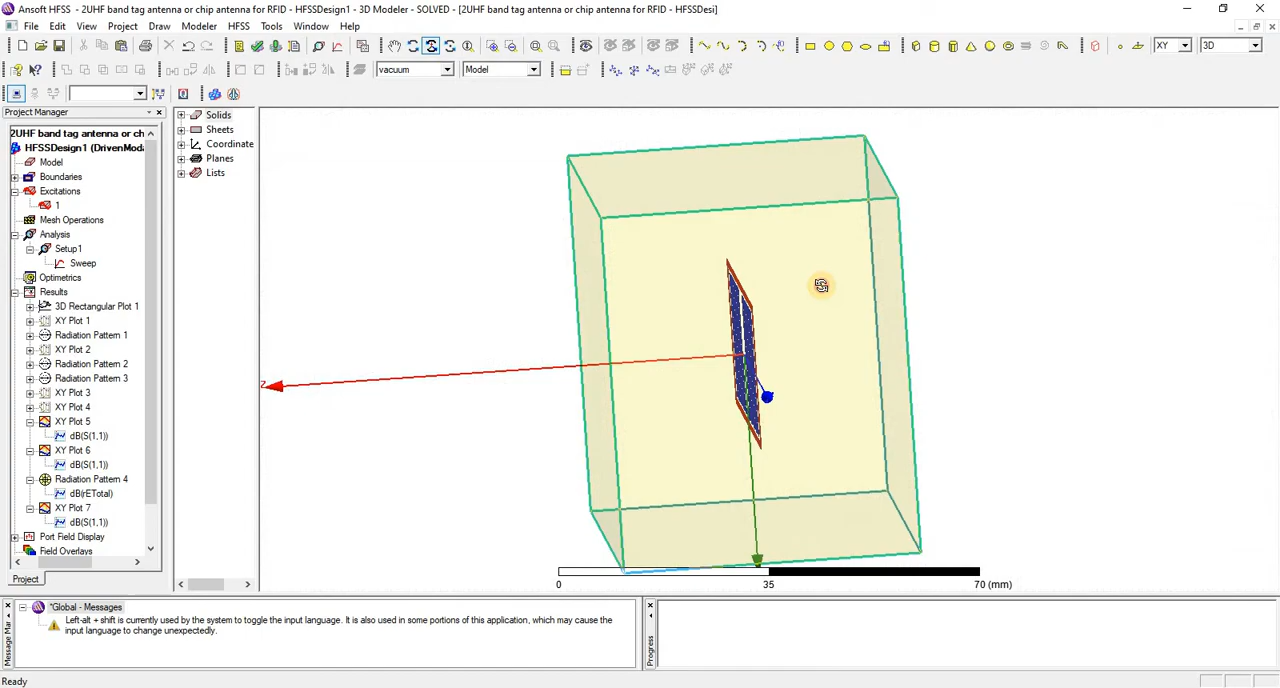 Ansoft HFSS - 2UHF band tag antenna or chip antenna for RFID - HFSSDesign1 - 3D Modeler - SOLVED - [2UHF band tag antenna or chip antenna for RFID - HFSSDesi]
File Edit View Project Draw Modeler HFSS Tools Window Help
XY 3D
vacuum Model
Project Manager
2UHF band tag antenna or ch
HFSSDesign1 (DrivenMod
Model
Boundaries
Excitations
1
Mesh Operations
Analysis
Setup1
Sweep
Optimetrics
Results
3D Rectangular Plot 1
XY Plot 1
Radiation Pattern 1
XY Plot 2
Radiation Pattern 2
Radiation Pattern 3
XY Plot 3
XY Plot 4
XY Plot 5
dB(S(1,1))
XY Plot 6
dB(S(1,1))
Radiation Pattern 4
dB(rETotal)
XY Plot 7
dB(S(1,1))
Port Field Display
Field Overlays
Project
Solids
Sheets
Coordinate
Planes
Lists
Z
0 35 70 (mm)
*Global - Messages
Left-alt + shift is currently used by the system to toggle the input language. It is also used in some portions of this application, which may cause the
input language to change unexpectedly.
Message Mar
Progress
Ready